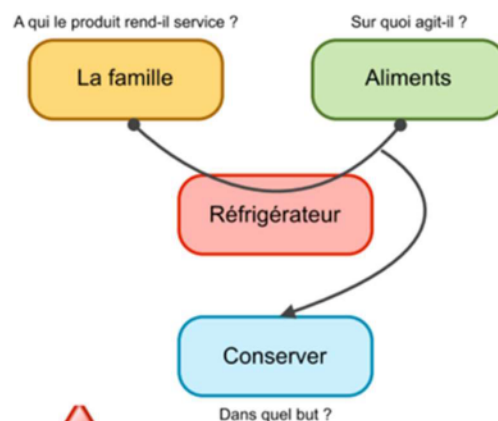 A qui le produit rend-il service ?
Sur quoi agit-il ?
La famille
Aliments
Réfrigérateur
Conserver
Dans quel but ?